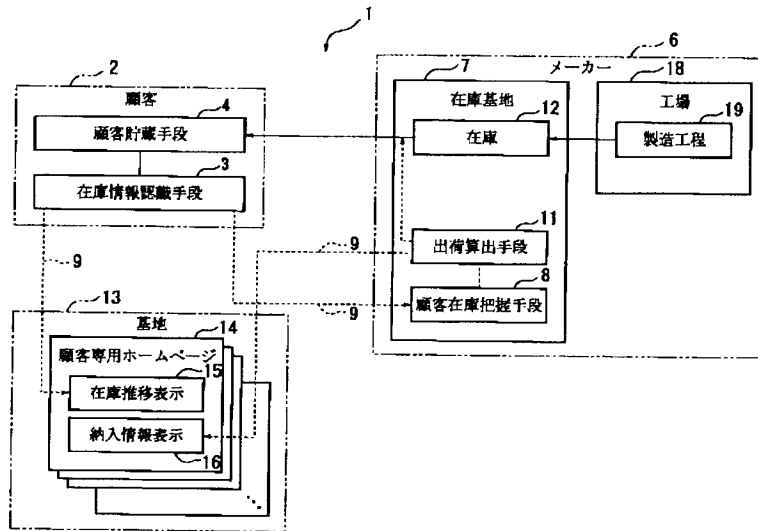 1
2
顧客
4
顧客貯蔵手段
3
在庫情報認識手段
6
メーカー
7
在庫基地
12
在庫
18
工場
19
製造工程
11
出荷算出手段
8
顧客在庫把握手段
9
9
9
13
基地
14
顧客専用ホームページ
15
在庫推移表示
納入情報表示
16